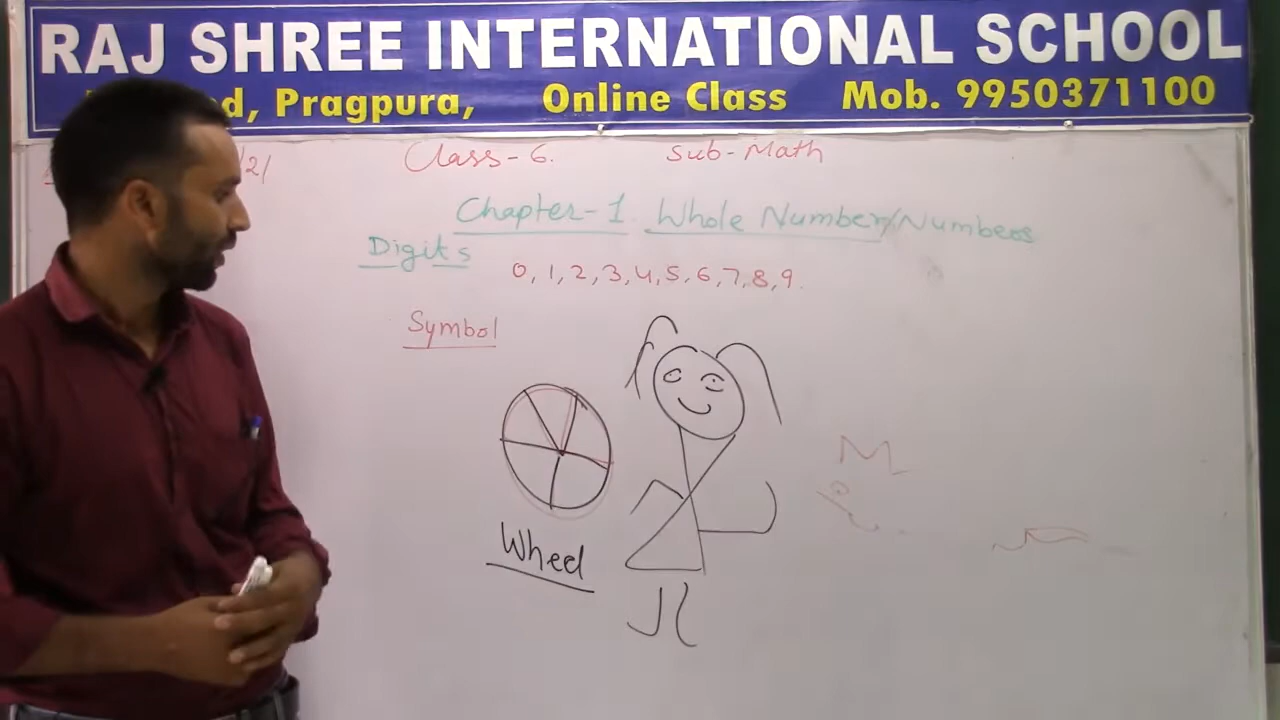 RAJ SHREE INTERNATIONAL SCHOOL
Pragpura, Online Class Mob. 9950371100
Class-6. Sub-Math
Chapter-1. Whole Number/Numbers
Digits
0, 1, 2, 3, 4, 5, 6, 7, 8, 9.
Symbol
Wheel